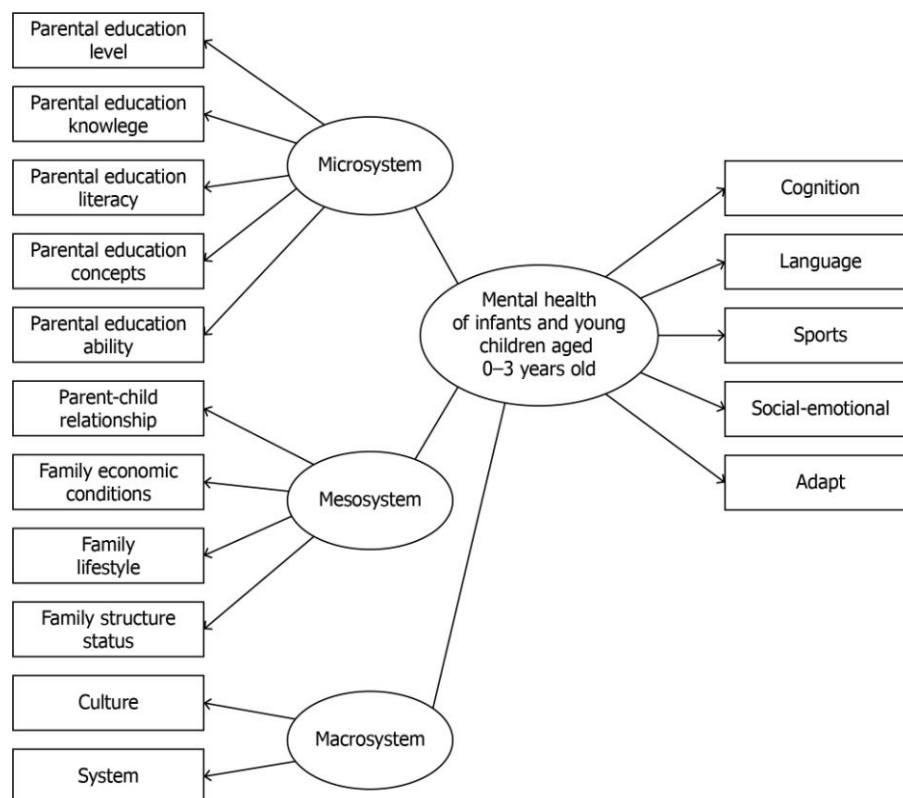 Parental education
level
Parental education
knowlege
Parental education
literacy
Parental education
concepts
Parental education
ability
Parent-child
relationship
Family economic
conditions
Family
lifestyle
Family structure
status
Culture
System
Microsystem
Mesosystem
Macrosystem
Mental health
of infants and young
children aged
0–3 years old
Cognition
Language
Sports
Social-emotional
Adapt